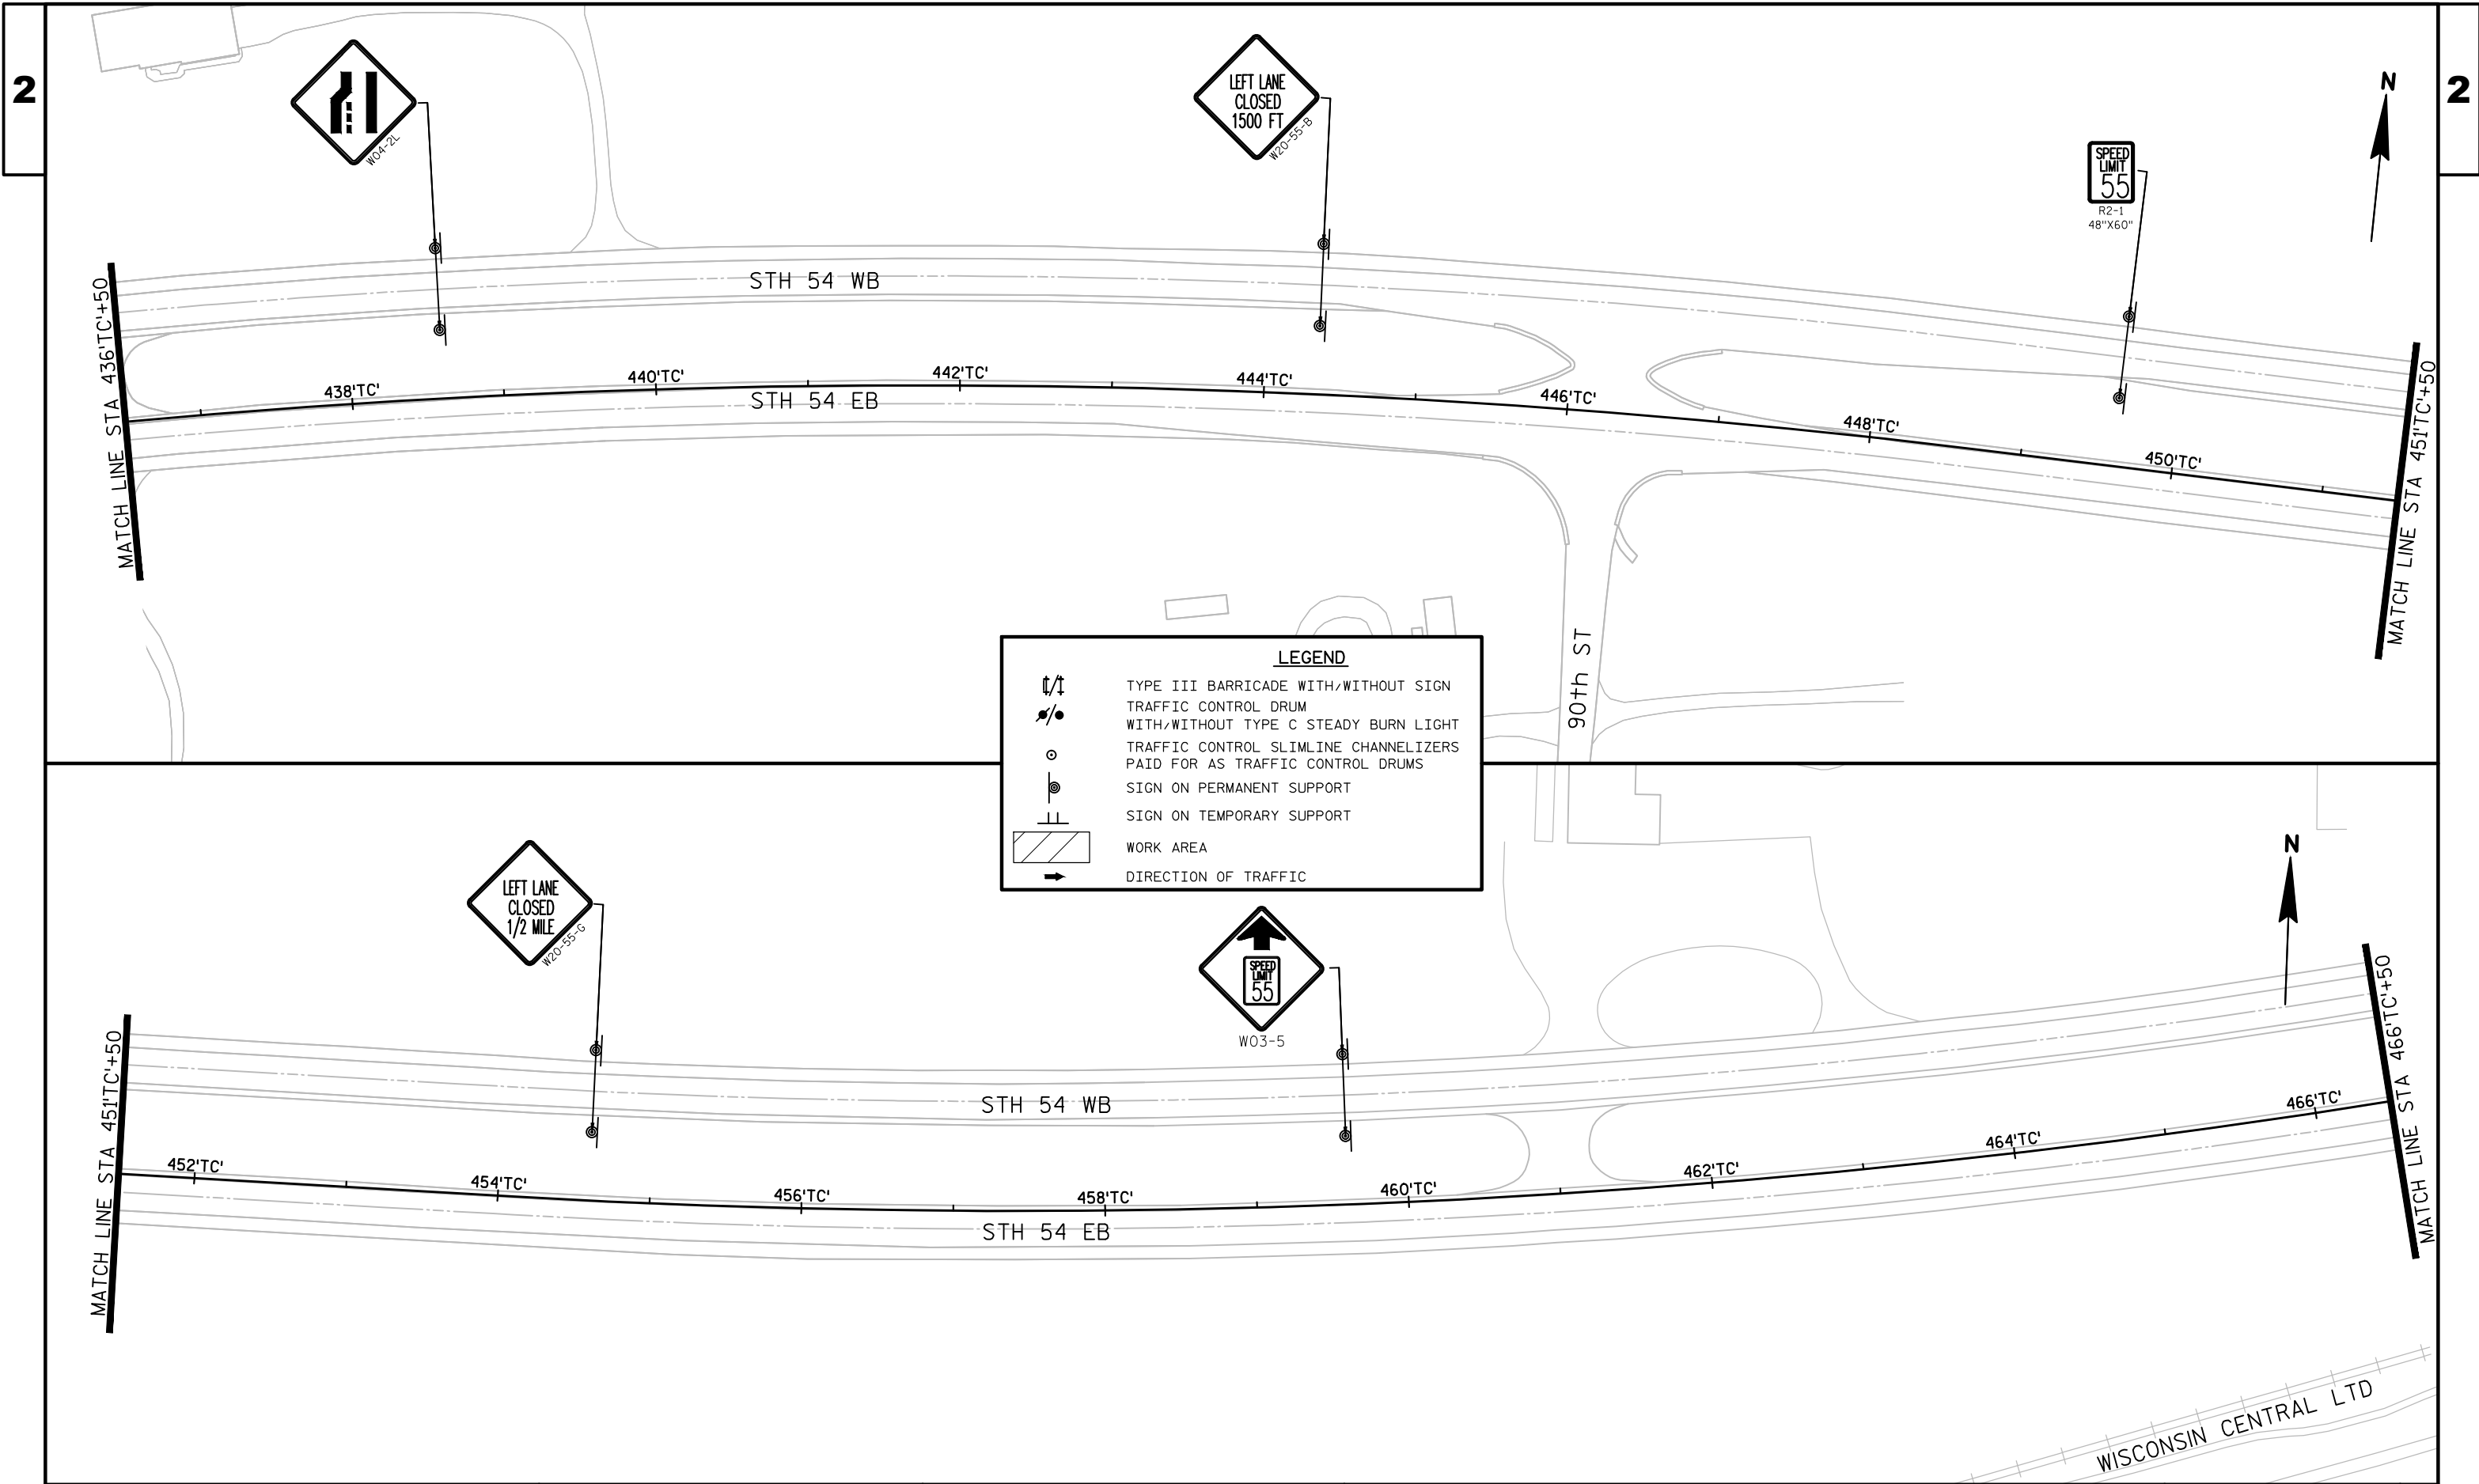 2
2
W04-2L
LEFT LANE
CLOSED
1500 FT
W20-55-B
SPEED
LIMIT
55
R2-1
48"X60"
N
MATCH LINE STA 436'TC'+50
STH 54 WB
438'TC'
440'TC'
442'TC'
444'TC'
446'TC'
448'TC'
450'TC'
STH 54 EB
MATCH LINE STA 451'TC'+50
90th ST
LEGEND
TYPE III BARRICADE WITH/WITHOUT SIGN
TRAFFIC CONTROL DRUM
WITH/WITHOUT TYPE C STEADY BURN LIGHT
TRAFFIC CONTROL SLIMLINE CHANNELIZERS
PAID FOR AS TRAFFIC CONTROL DRUMS
SIGN ON PERMANENT SUPPORT
SIGN ON TEMPORARY SUPPORT
WORK AREA
DIRECTION OF TRAFFIC
LEFT LANE
CLOSED
1/2 MILE
W20-55-G
SPEED
LIMIT
55
W03-5
N
MATCH LINE STA 451'TC'+50
STH 54 WB
452'TC'
454'TC'
456'TC'
458'TC'
460'TC'
462'TC'
464'TC'
466'TC'
STH 54 EB
MATCH LINE STA 466'TC'+50
WISCONSIN CENTRAL LTD